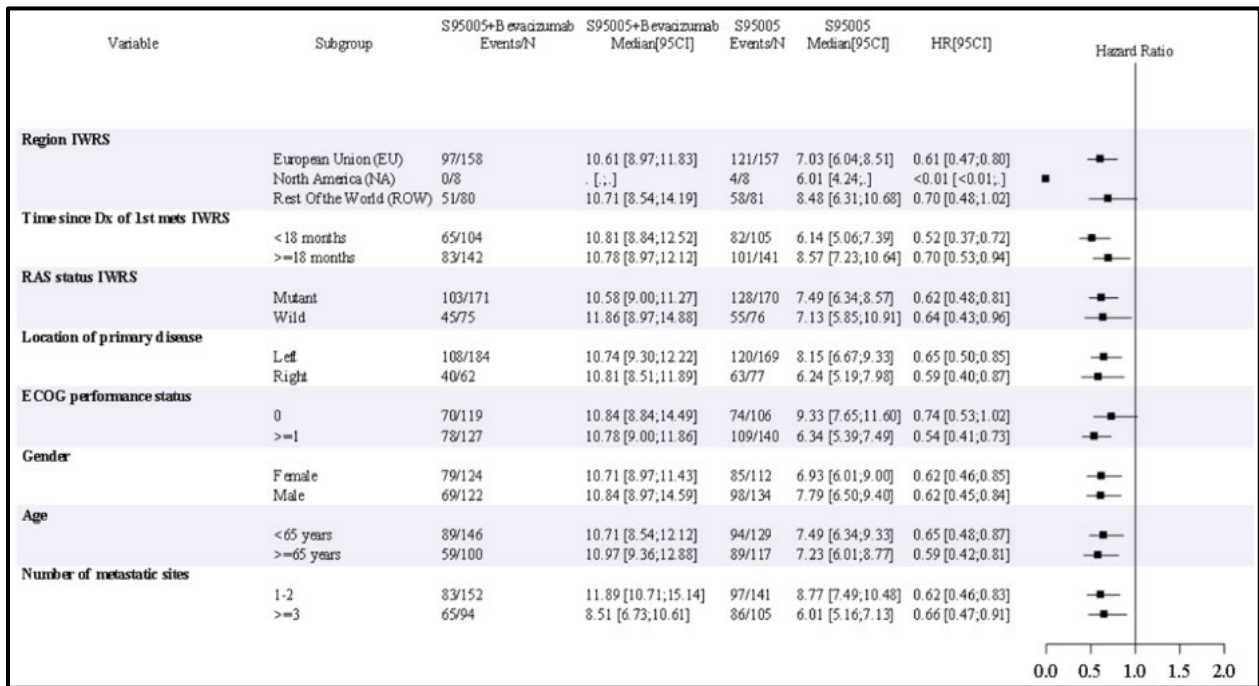 S95005+Bevacizumab S95005+Bevacizumab S95005 S95005
Variable Subgroup Events/N Median[95CI] Events/N Median[95CI] HR[95CI] Hazard Ratio
Region IWRS
European Union (EU) 97/158 10.61 [8.97;11.83] 121/157 7.03 [6.04;8.51] 0.61 [0.47;0.80]
North America (NA) 0/8 . [.;.] 4/8 6.01 [4.24;.] <0.01 [<0.01;.]
Rest Of the World (ROW) 51/80 10.71 [8.54;14.19] 58/81 8.48 [6.31;10.68] 0.70 [0.48;1.02]
Time since Dx of 1st mets IWRS
<18 months 65/104 10.81 [8.84;12.52] 82/105 6.14 [5.06;7.39] 0.52 [0.37;0.72]
>=18 months 83/142 10.78 [8.97;12.12] 101/141 8.57 [7.23;10.64] 0.70 [0.53;0.94]
RAS status IWRS
Mutant 103/171 10.58 [9.00;11.27] 128/170 7.49 [6.34;8.57] 0.62 [0.48;0.81]
Wild 45/75 11.86 [8.97;14.88] 55/76 7.13 [5.85;10.91] 0.64 [0.43;0.96]
Location of primary disease
Left 108/184 10.74 [9.30;12.22] 120/169 8.15 [6.67;9.33] 0.65 [0.50;0.85]
Right 40/62 10.81 [8.51;11.89] 63/77 6.24 [5.19;7.98] 0.59 [0.40;0.87]
ECOG performance status
0 70/119 10.84 [8.84;14.49] 74/106 9.33 [7.65;11.60] 0.74 [0.53;1.02]
>=1 78/127 10.78 [9.00;11.86] 109/140 6.34 [5.39;7.49] 0.54 [0.41;0.73]
Gender
Female 79/124 10.71 [8.97;11.43] 85/112 6.93 [6.01;9.00] 0.62 [0.46;0.85]
Male 69/122 10.84 [8.97;14.59] 98/134 7.79 [6.50;9.40] 0.62 [0.45;0.84]
Age
<65 years 89/146 10.71 [8.54;12.12] 94/129 7.49 [6.34;9.33] 0.65 [0.48;0.87]
>=65 years 59/100 10.97 [9.36;12.88] 89/117 7.23 [6.01;8.77] 0.59 [0.42;0.81]
Number of metastatic sites
1-2 83/152 11.89 [10.71;15.14] 97/141 8.77 [7.49;10.48] 0.62 [0.46;0.83]
>=3 65/94 8.51 [6.73;10.61] 86/105 6.01 [5.16;7.13] 0.66 [0.47;0.91]
0.0 0.5 1.0 1.5 2.0